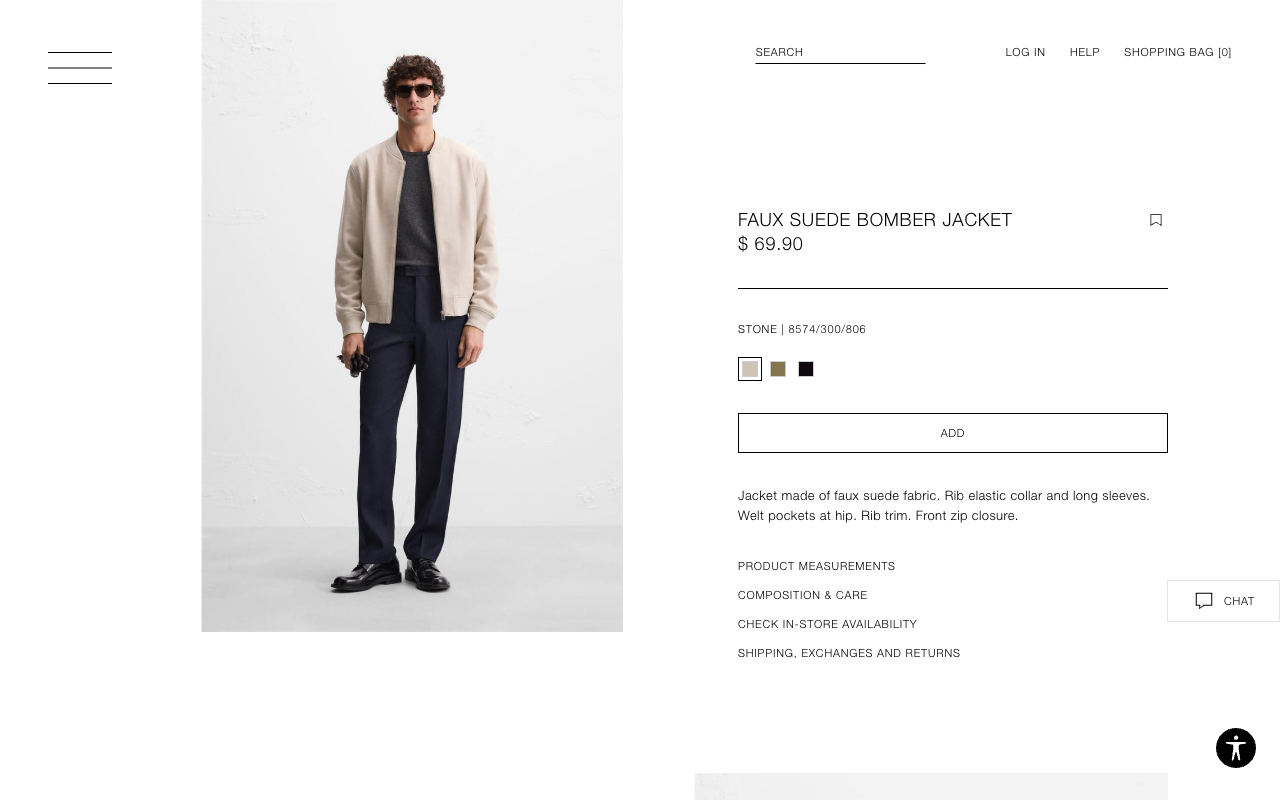 SEARCH
LOG IN
HELP
SHOPPING BAG [0]
FAUX SUEDE BOMBER JACKET
$ 69.90
STONE | 8574/300/806
ADD
Jacket made of faux suede fabric. Rib elastic collar and long sleeves.
Welt pockets at hip. Rib trim. Front zip closure.
PRODUCT MEASUREMENTS
COMPOSITION & CARE
CHECK IN-STORE AVAILABILITY
SHIPPING, EXCHANGES AND RETURNS
CHAT